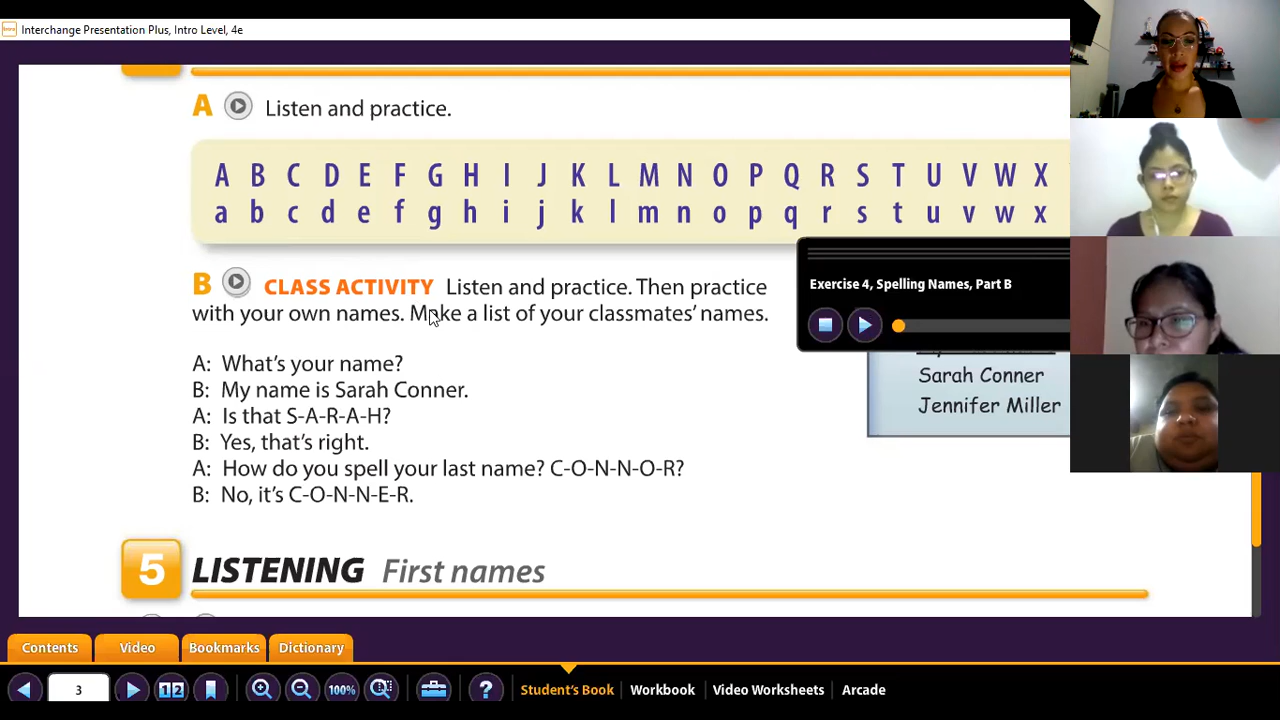 Interchange Presentation Plus, Intro Level, 4e
A Listen and practice.
A B C D E F G H I J K L M N O P Q R S T U V W X
a b c d e f g h i j k l m n o p q r s t u v w x
B CLASS ACTIVITY Listen and practice. Then practice
with your own names. Make a list of your classmates' names.
Exercise 4, Spelling Names, Part B
A: What's your name?
B: My name is Sarah Conner.
A: Is that S-A-R-A-H?
B: Yes, that's right.
A: How do you spell your last name? C-O-N-N-O-R?
B: No, it's C-O-N-N-E-R.
Sarah Conner
Jennifer Miller
5 LISTENING First names
Contents Video Bookmarks Dictionary
3 12 100% ? Student's Book Workbook Video Worksheets Arcade